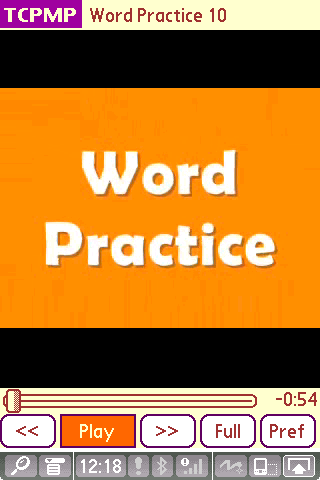 TCPMP Word Practice 10
Word
Practice
-0:54
<< Play >> Full Pref
12:18